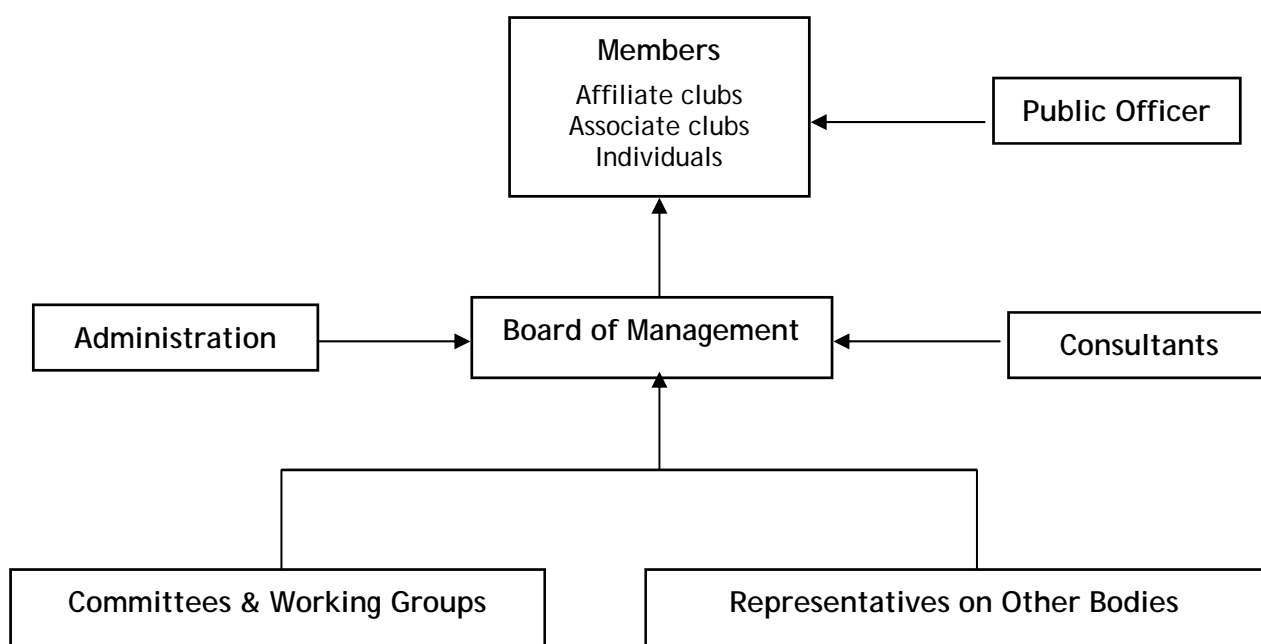 Members
Affiliate clubs
Associate clubs
Individuals
Public Officer
Administration
Board of Management
Consultants
Committees & Working Groups
Representatives on Other Bodies